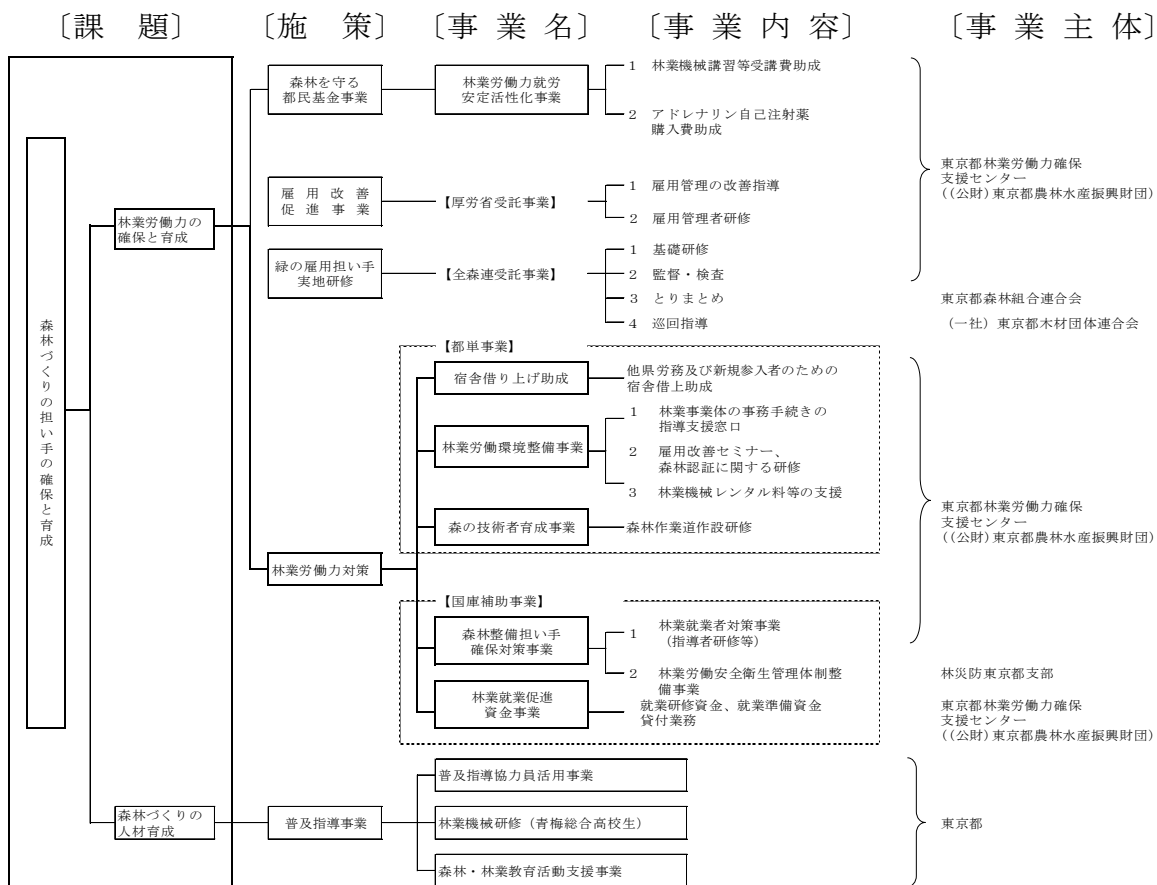 〔課　題〕
〔施　策〕
〔事 業 名〕
〔事 業 内 容〕
〔事 業 主 体〕
森林づくりの担い手の確保と育成
林業労働力の
確保と育成
森林を守る
都民基金事業
林業労働力就労
安定活性化事業
1　林業機械講習等受講費助成
2　アドレナリン自己注射薬
購入費助成
雇 用 改 善
促 進 事 業
【厚労省受託事業】
1　雇用管理の改善指導
2　雇用管理者研修
緑の雇用担い手
実地研修
【全森連受託事業】
1　基礎研修
2　監督・検査
3　とりまとめ
4　巡回指導
東京都林業労働力確保
支援センター
((公財)東京都農林水産振興財団)
東京都森林組合連合会
（一社）東京都木材団体連合会
林業労働力対策
【都単事業】
宿舎借り上げ助成
他県労務及び新規参入者のための
宿舎借上助成
林業労働環境整備事業
1　林業事業体の事務手続きの
指導支援窓口
2　雇用改善セミナー、
森林認証に関する研修
3　林業機械レンタル料等の支援
森の技術者育成事業
森林作業道作設研修
東京都林業労働力確保
支援センター
((公財)東京都農林水産振興財団)
【国庫補助事業】
森林整備担い手
確保対策事業
1　林業就業者対策事業
（指導者研修等）
2　林業労働安全衛生管理体制整
備事業
林災防東京都支部
林業就業促進
資金事業
就業研修資金、就業準備資金
貸付業務
東京都林業労働力確保
支援センター
((公財)東京都農林水産振興財団)
森林づくりの
人材育成
普及指導事業
普及指導協力員活用事業
林業機械研修（青梅総合高校生）
森林・林業教育活動支援事業
東京都